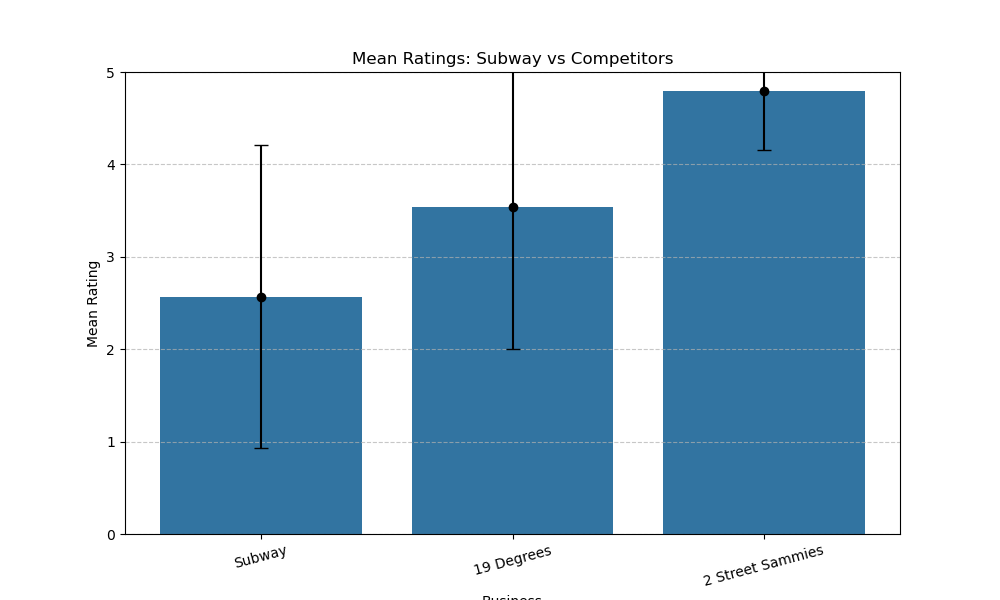 Mean Ratings: Subway vs Competitors
5
4
3
2
1
0
Mean Rating
Subway
19 Degrees
2 Street Sammies
Business